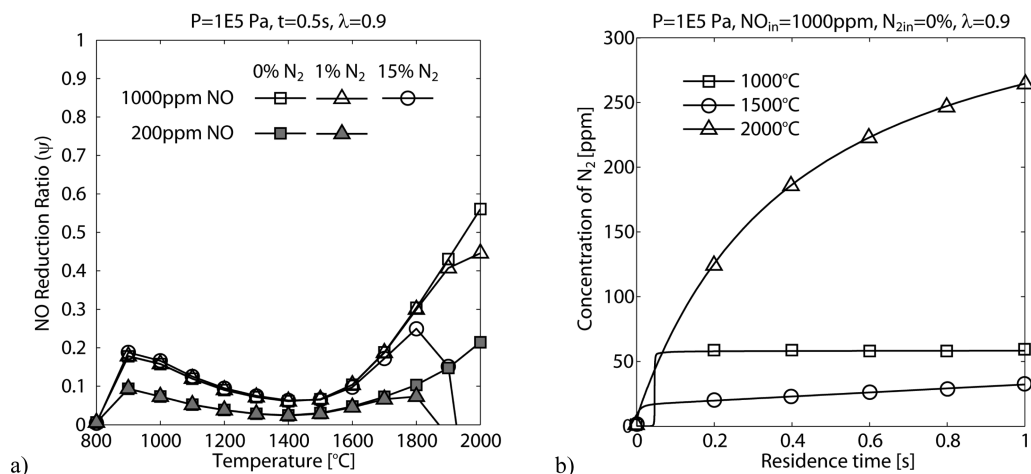 P=1E5 Pa, t=0.5s, λ=0.9
NO Reduction Ratio (ψ)
1
0.9
0.8
0.7
0.6
0.5
0.4
0.3
0.2
0.1
0
0% N₂ 1% N₂ 15% N₂
1000ppm NO
200ppm NO
800 1000 1200 1400 1600 1800 2000
Temperature [°C]
a)
P=1E5 Pa, NOin=1000ppm, N2in=0%, λ=0.9
Concentration of N₂ [ppm]
300
250
200
150
100
50
0
1000°C
1500°C
2000°C
0 0.2 0.4 0.6 0.8 1
Residence time [s]
b)